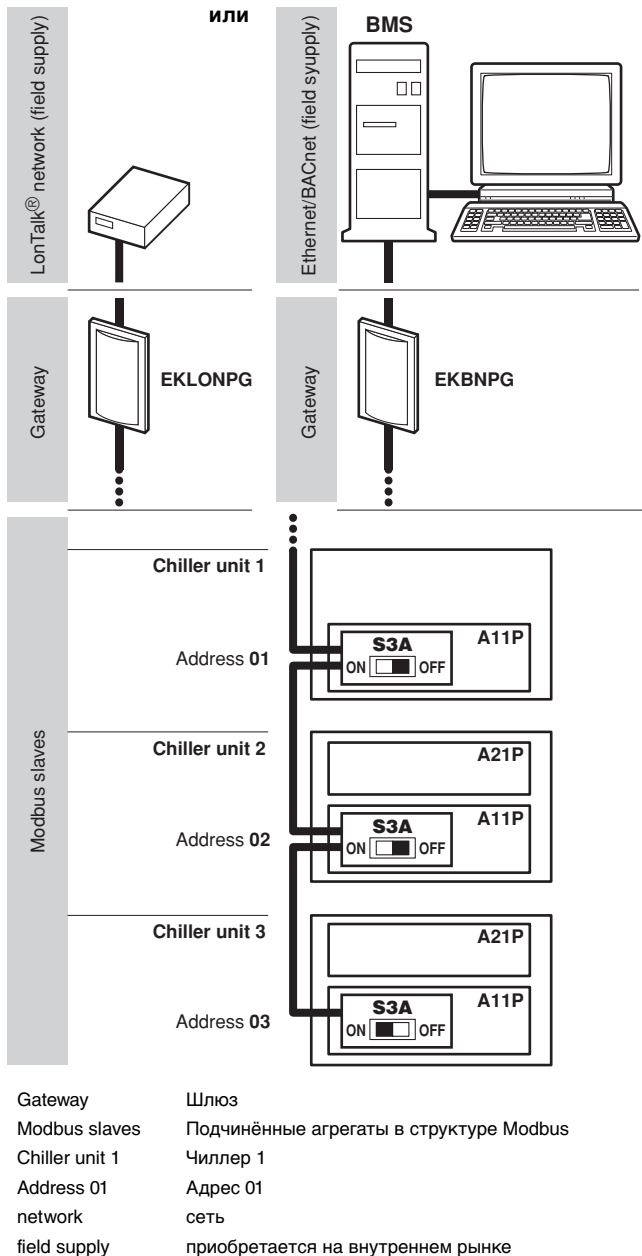 LonTalk® network (field supply)
или
Ethernet/BACnet (field syupply)
BMS
Gateway
EKLONPG
Gateway
EKBNPG
Modbus slaves
Chiller unit 1
Address 01
S3A
A11P
ON OFF
Chiller unit 2
A21P
Address 02
S3A
A11P
ON OFF
Chiller unit 3
A21P
Address 03
S3A
A11P
ON OFF
Gateway Шлюз
Modbus slaves Подчинённые агрегаты в структуре Modbus
Chiller unit 1 Чиллер 1
Address 01 Адрес 01
network сеть
field supply приобретается на внутреннем рынке